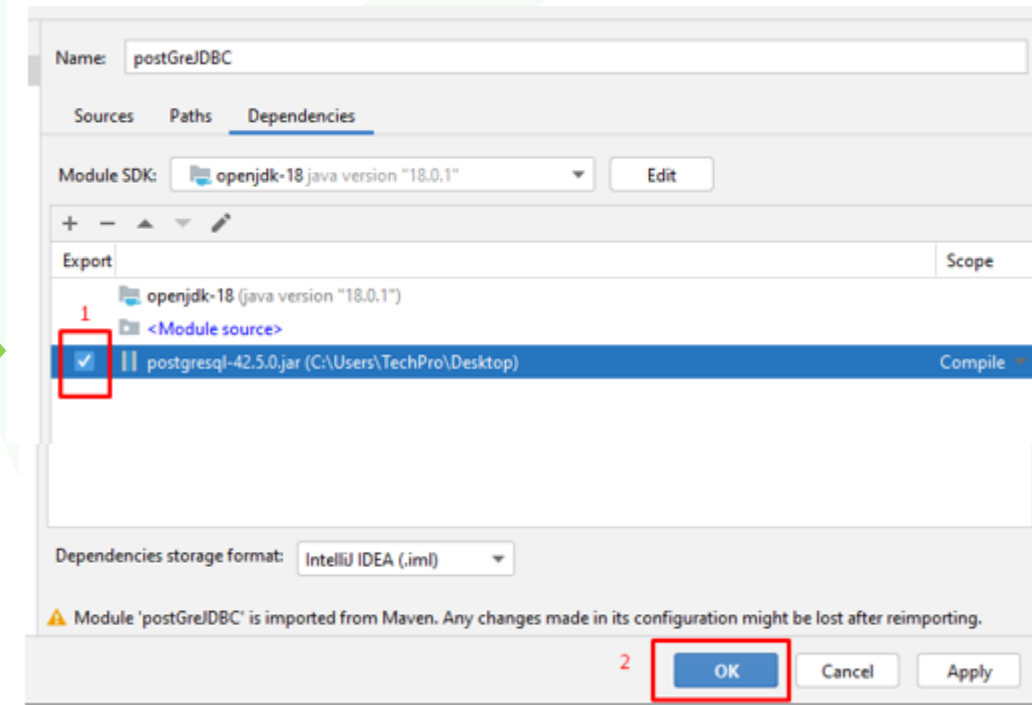 Name: postGreJDBC
Sources Paths Dependencies
Module SDK: openjdk-18 java version "18.0.1" Edit
Export Scope
openjdk-18 (java version "18.0.1")
1
<Module source>
postgresql-42.5.0.jar (C:\Users\TechPro\Desktop) Compile
Dependencies storage format: IntelliJ IDEA (.iml)
Module 'postGreJDBC' is imported from Maven. Any changes made in its configuration might be lost after reimporting.
2 OK Cancel Apply